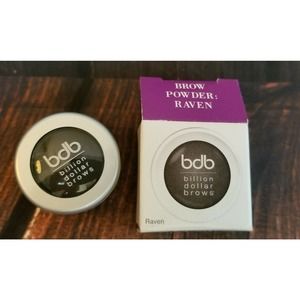 bdb
billion
dollar
brows
BROW
POWDER:
RAVEN
bdb
billion
dollar
brows
Raven